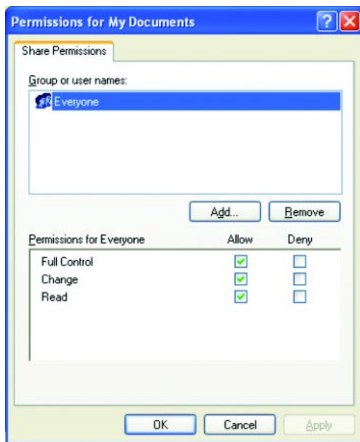 Permissions for My Documents
Share Permissions
Group or user names:
Everyone
Add... Remove
Permissions for Everyone Allow Deny
Full Control
Change
Read
OK Cancel Apply